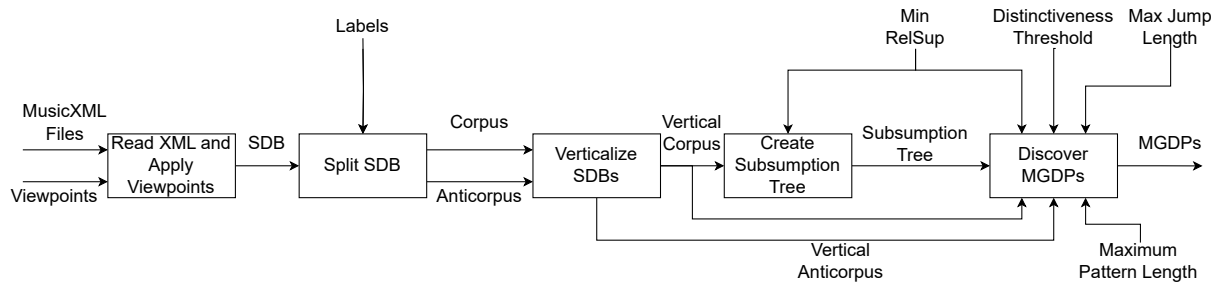 Labels
Min
RelSup
Distinctiveness
Threshold
Max Jump
Length
MusicXML
Files
Viewpoints
Read XML and
Apply
Viewpoints
SDB
Split SDB
Corpus
Anticorpus
Verticalize
SDBs
Vertical
Corpus
Create
Subsumption
Tree
Subsumption
Tree
Discover
MGDPs
MGDPs
Vertical
Anticorpus
Maximum
Pattern Length